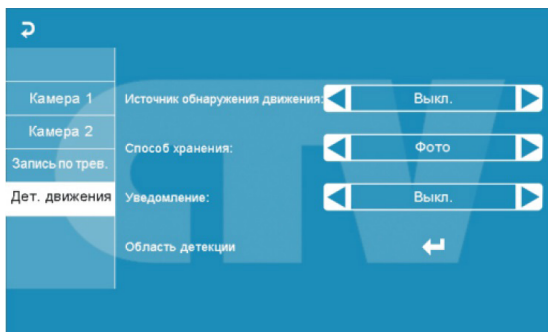 Камера 1
Источник обнаружения движения:
Выкл.
Камера 2
Способ хранения:
Фото
Запись по трев.
Дет. движения
Уведомление:
Выкл.
Область детекции
CTV